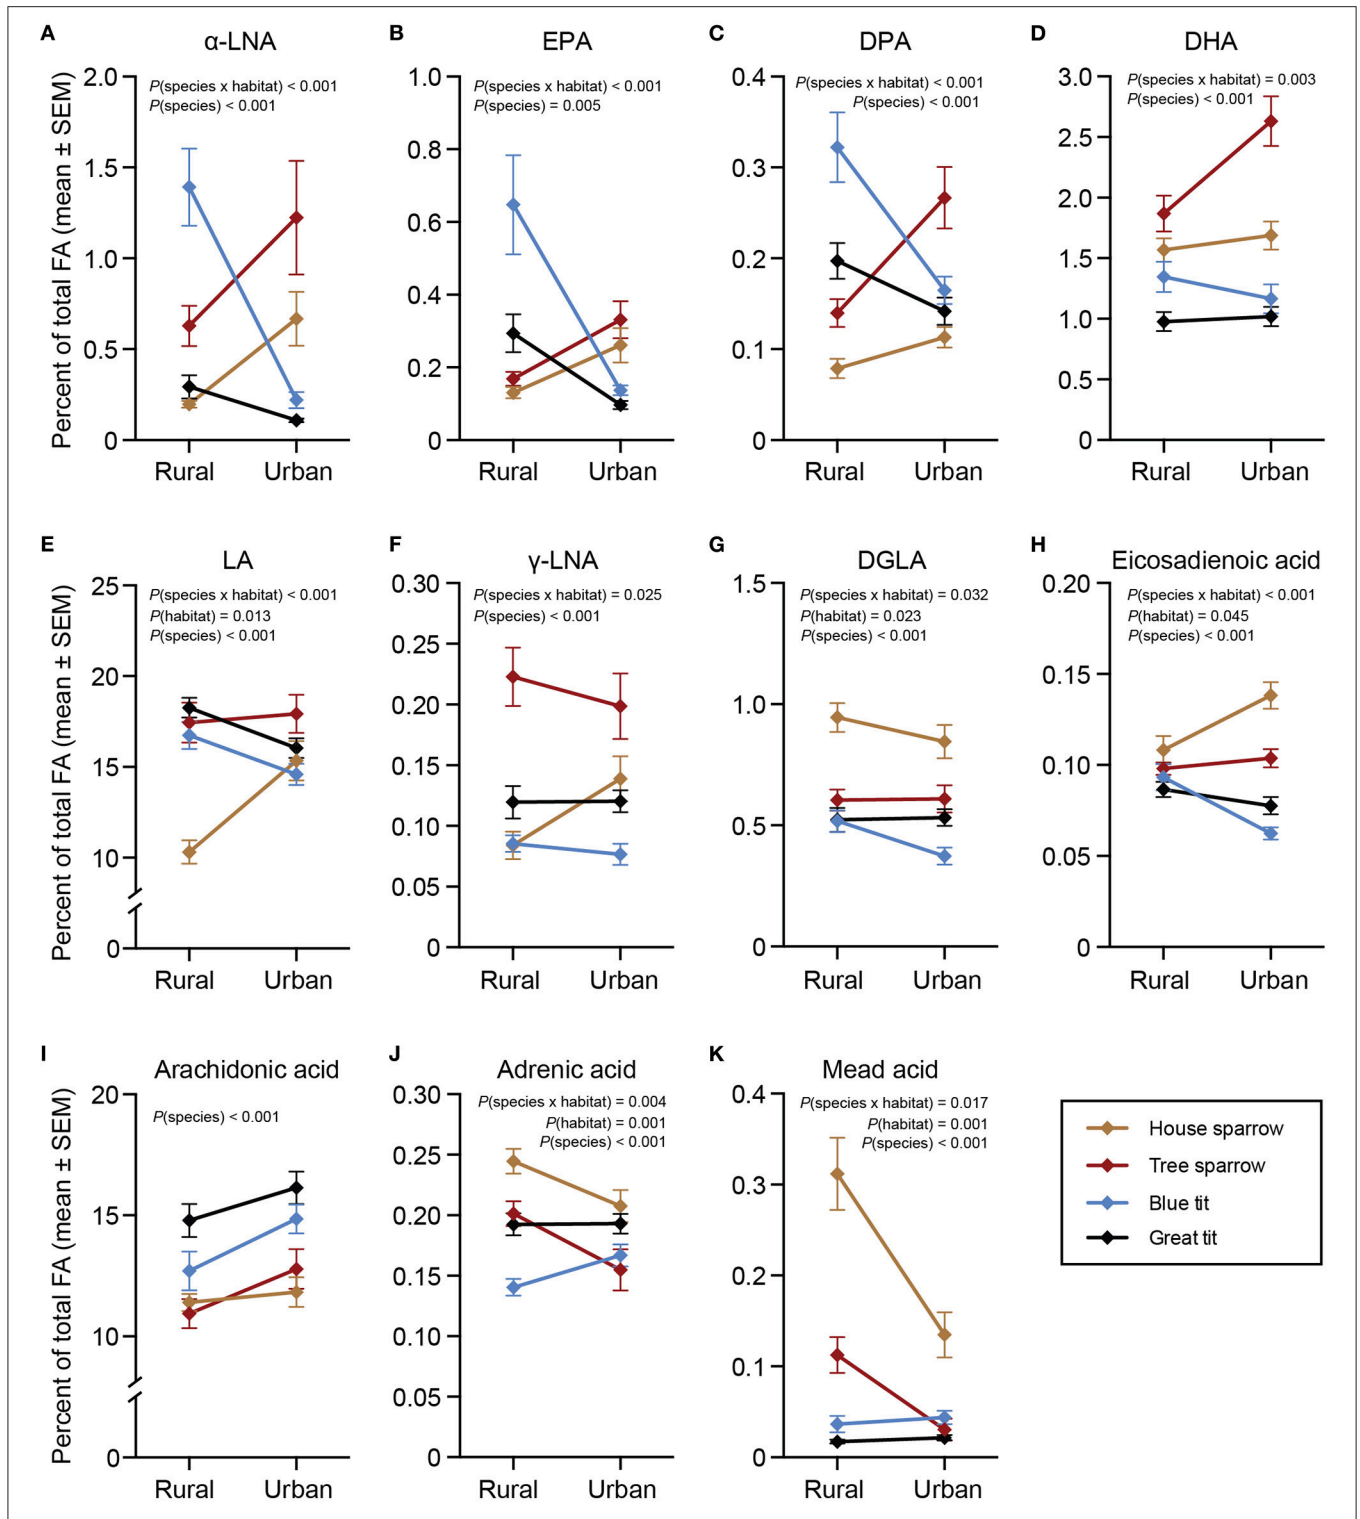 A
α-LNA
Percent of total FA (mean ± SEM)
P(species x habitat) < 0.001
P(species) < 0.001
2.0
1.5
1.0
0.5
0
Rural Urban
B
EPA
P(species x habitat) < 0.001
P(species) = 0.005
1.0
0.8
0.6
0.4
0.2
0
Rural Urban
C
DPA
P(species x habitat) < 0.001
P(species) < 0.001
0.4
0.3
0.2
0.1
0
Rural Urban
D
DHA
P(species x habitat) = 0.003
P(species) < 0.001
3.0
2.5
2.0
1.5
1.0
0.5
0
Rural Urban
E
LA
Percent of total FA (mean ± SEM)
P(species x habitat) < 0.001
P(habitat) = 0.013
P(species) < 0.001
25
20
15
10
0
Rural Urban
F
γ-LNA
P(species x habitat) = 0.025
P(species) < 0.001
0.30
0.25
0.20
0.15
0.10
0.05
0
Rural Urban
G
DGLA
P(species x habitat) = 0.032
P(habitat) = 0.023
P(species) < 0.001
1.5
1.0
0.5
0
Rural Urban
H
Eicosadienoic acid
P(species x habitat) < 0.001
P(habitat) = 0.045
P(species) < 0.001
0.20
0.15
0.10
0.05
0
Rural Urban
I
Arachidonic acid
Percent of total FA (mean ± SEM)
P(species) < 0.001
20
15
10
0
Rural Urban
J
Adrenic acid
P(species x habitat) = 0.004
P(habitat) = 0.001
P(species) < 0.001
0.30
0.25
0.20
0.15
0.10
0.05
0
Rural Urban
K
Mead acid
P(species x habitat) = 0.017
P(habitat) = 0.001
P(species) < 0.001
0.4
0.3
0.2
0.1
0
Rural Urban
House sparrow
Tree sparrow
Blue tit
Great tit